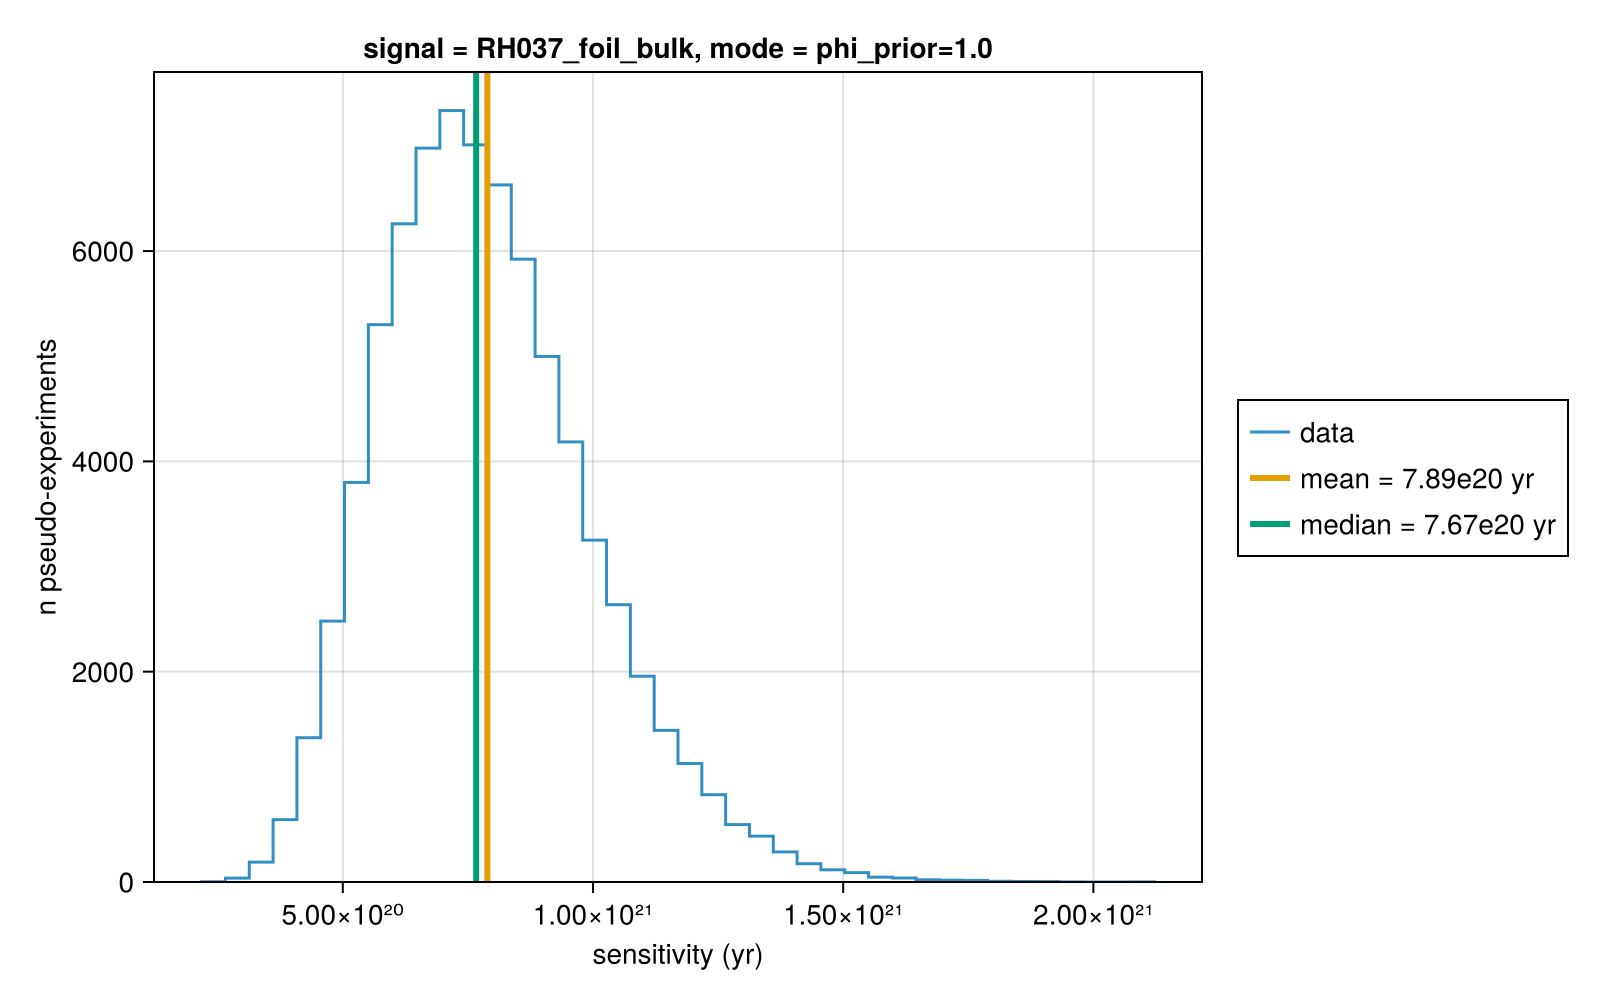 signal = RH037_foil_bulk, mode = phi_prior=1.0
n pseudo-experiments
6000
4000
2000
0
5.00×10²⁰
1.00×10²¹
1.50×10²¹
2.00×10²¹
sensitivity (yr)
data
mean = 7.89e20 yr
median = 7.67e20 yr